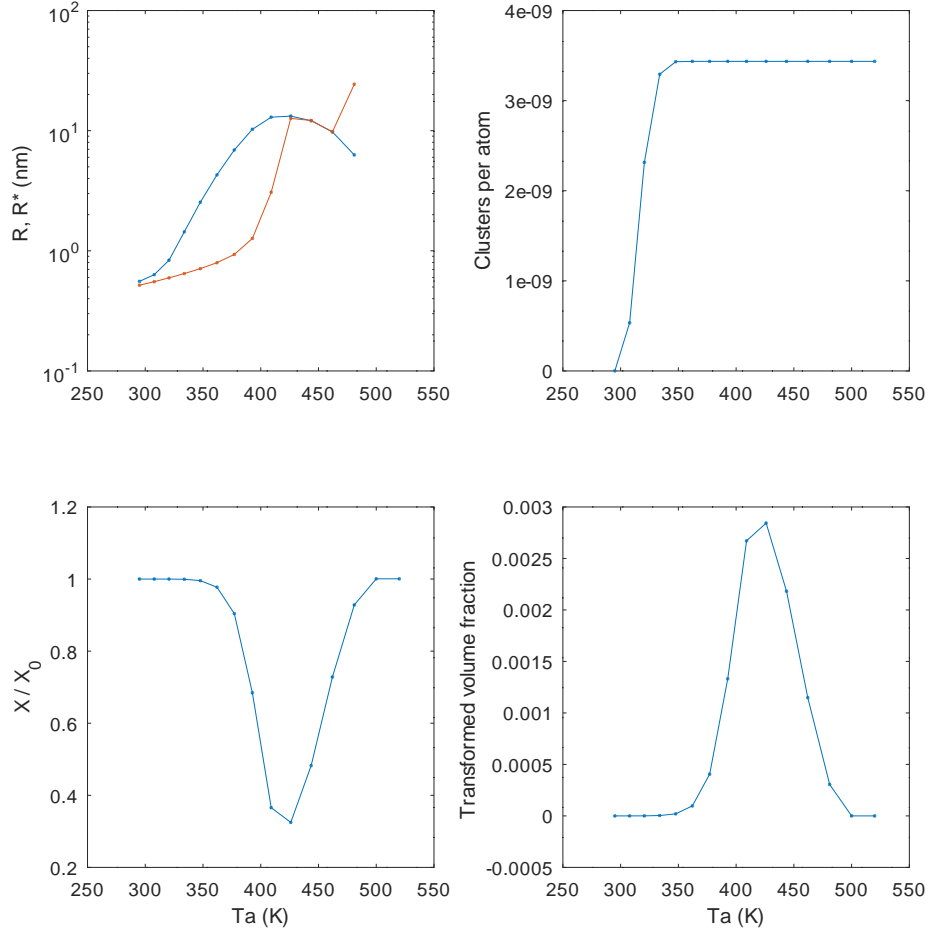 10^2
10^1
10^0
10^-1
R, R* (nm)
250 300 350 400 450 500 550
4e-09
3e-09
2e-09
1e-09
0
Clusters per atom
250 300 350 400 450 500 550
1.2
1
0.8
0.6
0.4
0.2
X / X_0
250 300 350 400 450 500 550
Ta (K)
0.003
0.0025
0.002
0.0015
0.001
0.0005
0
-0.0005
Transformed volume fraction
250 300 350 400 450 500 550
Ta (K)